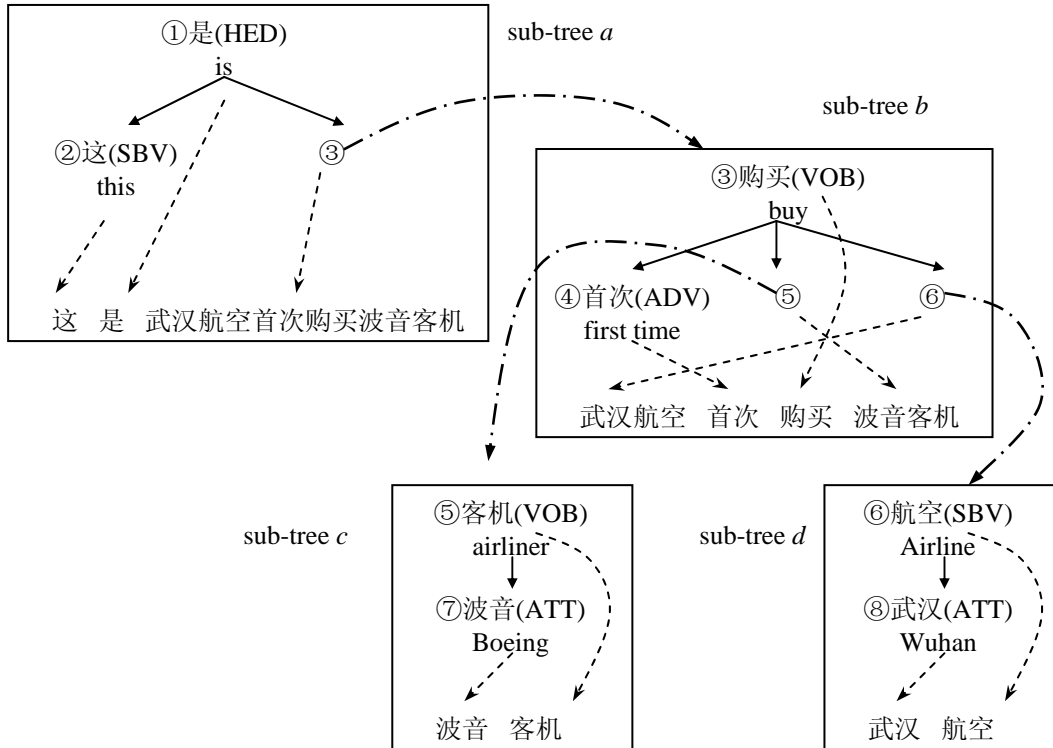 ①是(HED)
is
sub-tree a
②这(SBV)
this
③
这 是 武汉航空首次购买波音客机
sub-tree b
③购买(VOB)
buy
④首次(ADV)
first time
⑤
⑥
武汉航空 首次 购买 波音客机
sub-tree c
⑤客机(VOB)
airliner
⑦波音(ATT)
Boeing
波音 客机
sub-tree d
⑥航空(SBV)
Airline
⑧武汉(ATT)
Wuhan
武汉 航空